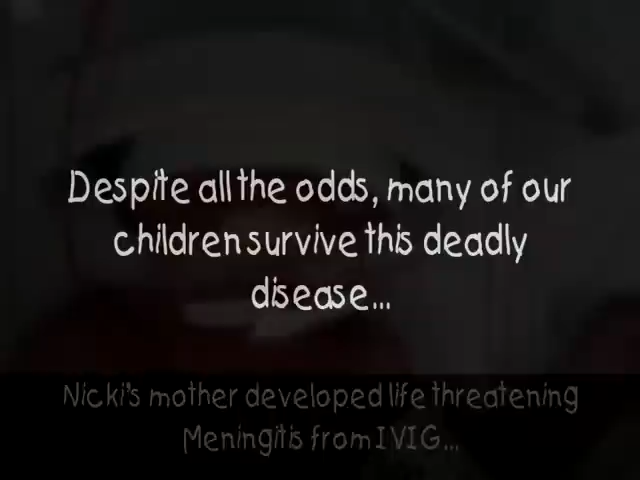 Despite all the odds, many of our
children survive this deadly
disease...
Nicki's mother developed life threatening
Meningitis from IVIG...